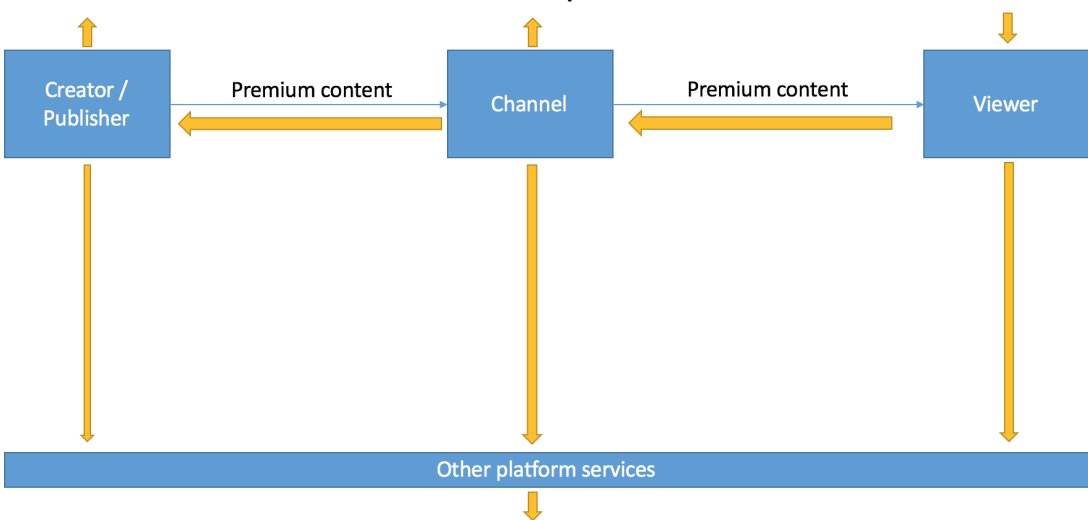 Creator /
Publisher
Premium content
Channel
Premium content
Viewer
Other platform services